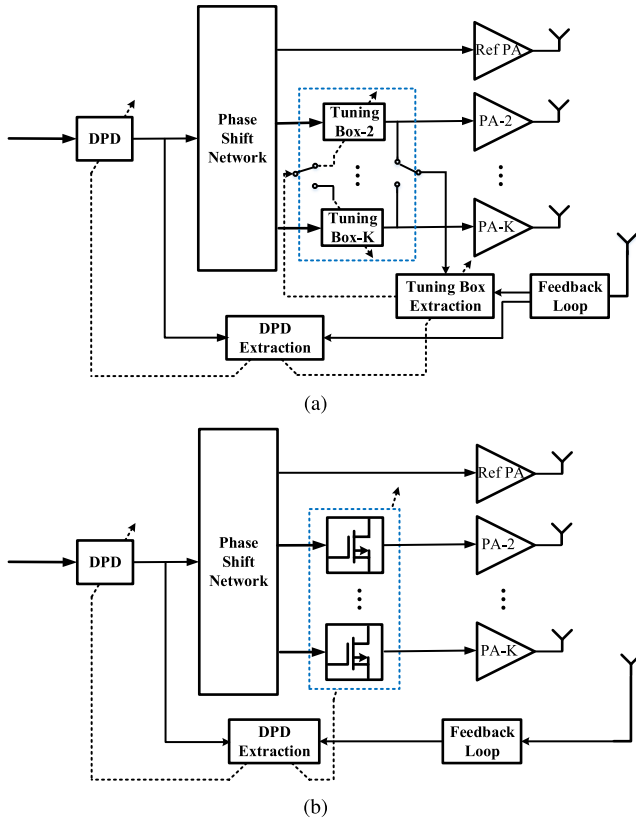 Ref PA
Phase
Shift
Network
DPD
Tuning
Box-2
PA-2
Tuning
Box-K
PA-K
Tuning Box
Extraction
Feedback
Loop
DPD
Extraction
(a)
Ref PA
Phase
Shift
Network
DPD
PA-2
PA-K
DPD
Extraction
Feedback
Loop
(b)